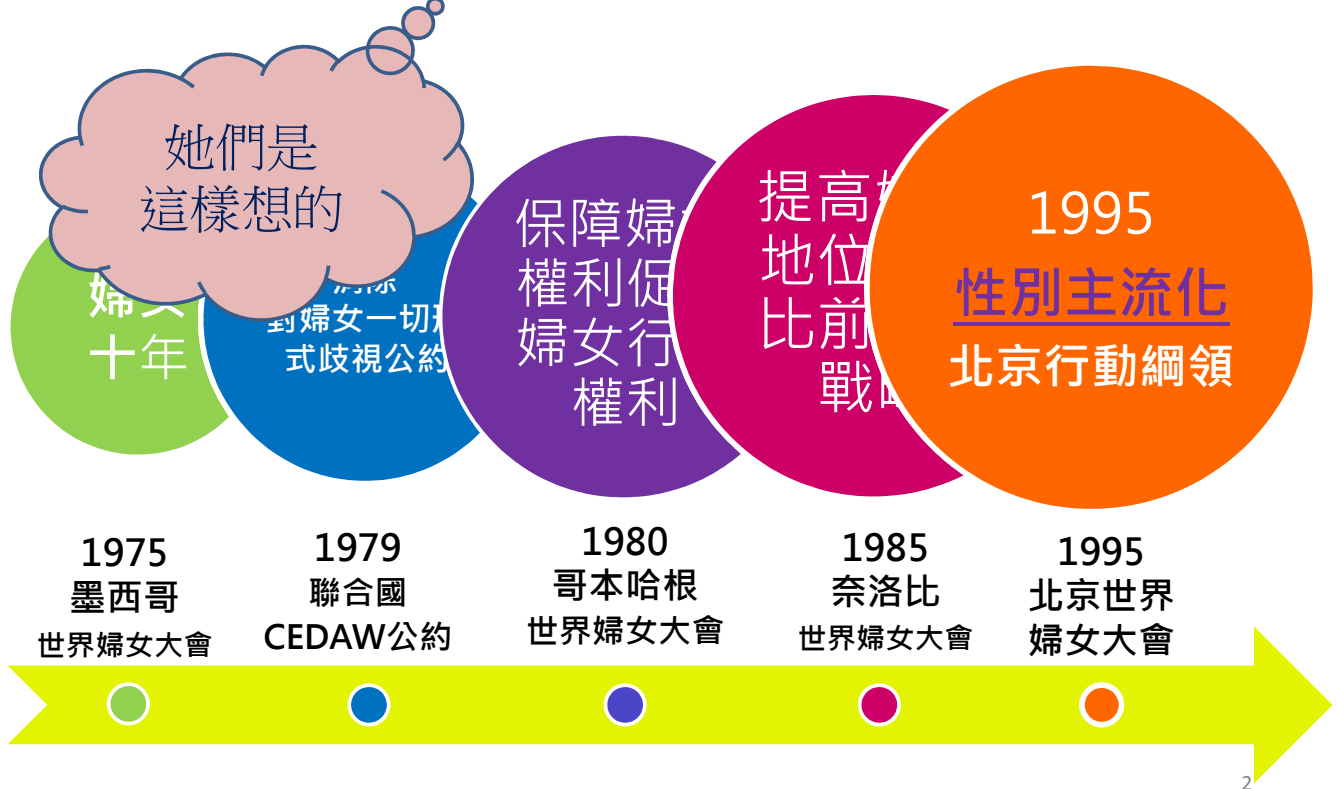 她們是
這樣想的
婦女
十年
消除
對婦女一切形
式歧視公約
保障婦
權利促
婦女行
權利
提高
地位
比前
戰略
1995
性別主流化
北京行動綱領
1975
墨西哥
世界婦女大會
1979
聯合國
CEDAW公約
1980
哥本哈根
世界婦女大會
1985
奈洛比
世界婦女大會
1995
北京世界
婦女大會
2